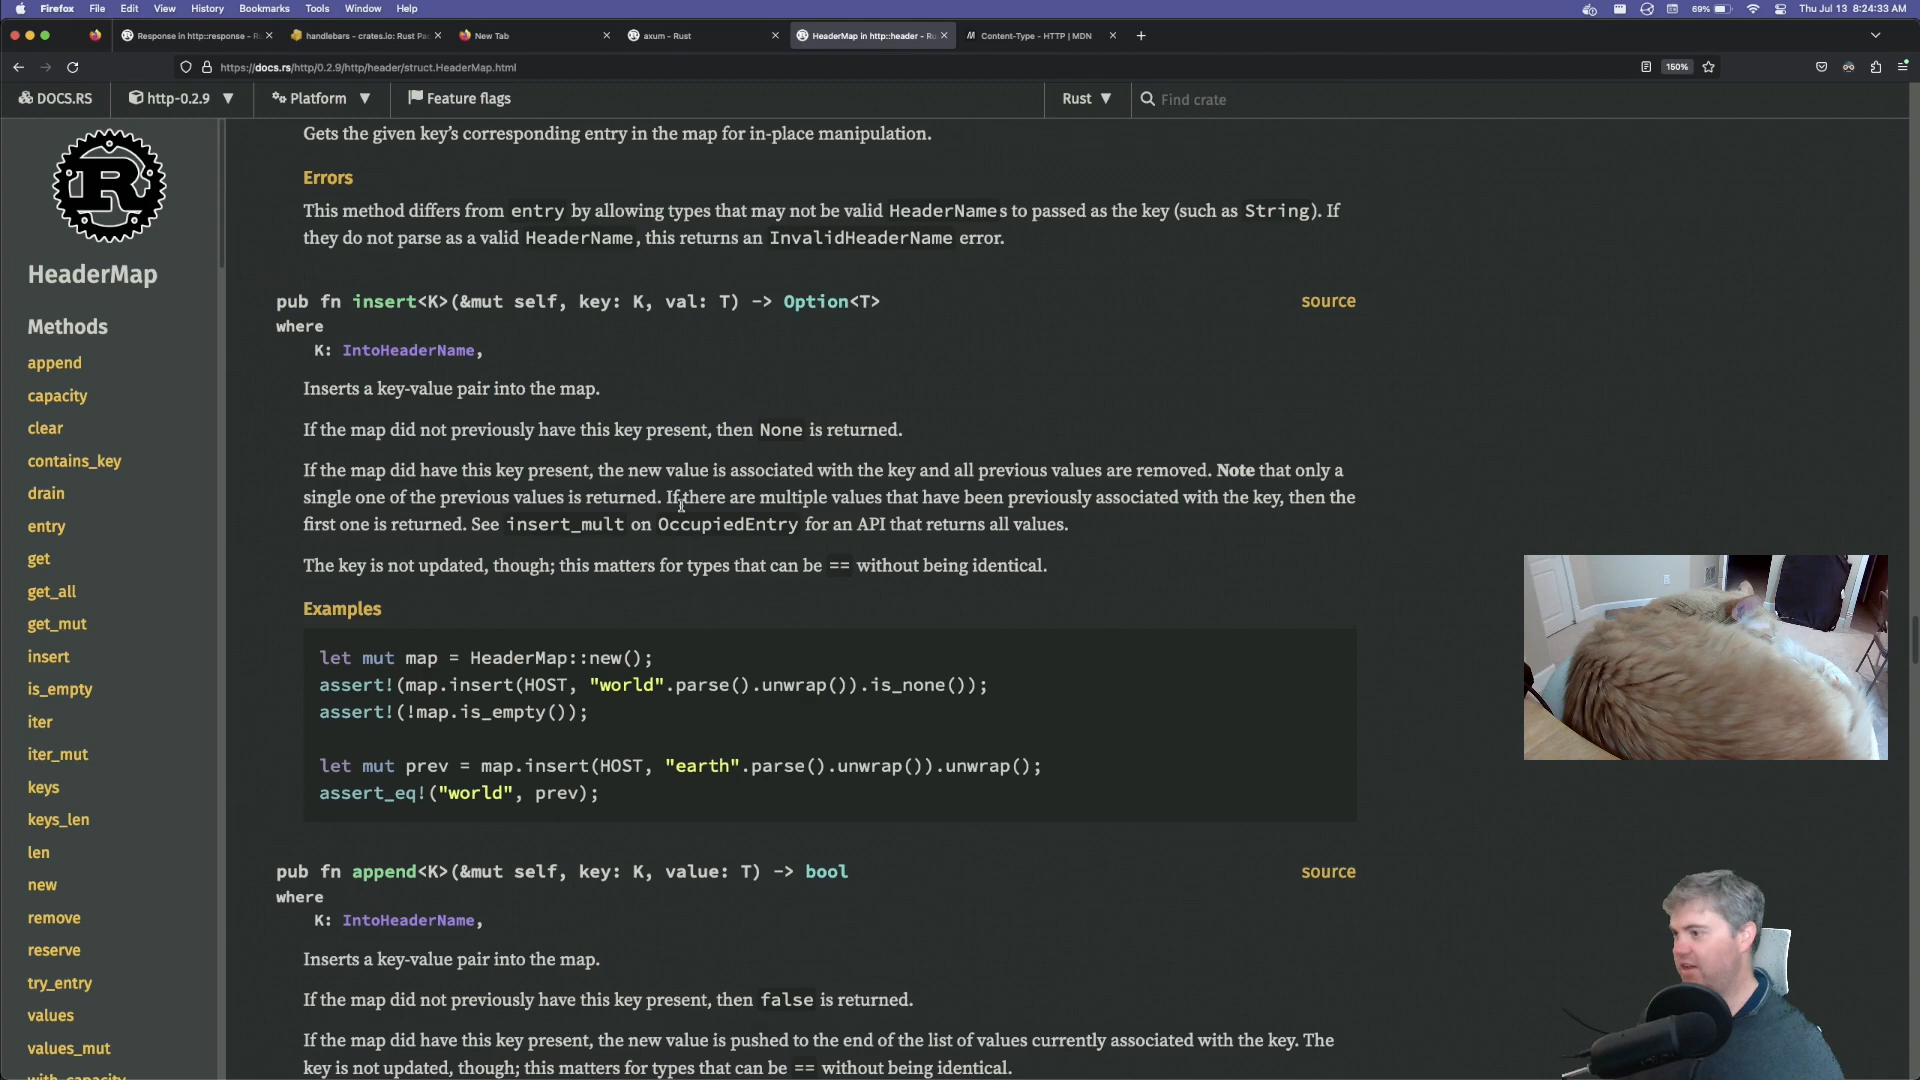 Firefox File Edit View History Bookmarks Tools Window Help 69% Thu Jul 13 8:24:33 AM
Response in http::response - Ru handlebars - crates.io: Rust Pac New Tab axum - Rust HeaderMap in http::header - Ru Content-Type - HTTP | MDN
https://docs.rs/http/0.2.9/http/header/struct.HeaderMap.html 150%
DOCS.RS http-0.2.9 Platform Feature flags Rust Find crate
HeaderMap
Methods
append
capacity
clear
contains_key
drain
entry
get
get_all
get_mut
insert
is_empty
iter
iter_mut
keys
keys_len
len
new
remove
reserve
try_entry
values
values_mut
with_capacity
Gets the given key’s corresponding entry in the map for in-place manipulation.
Errors
This method differs from entry by allowing types that may not be valid HeaderNames to passed as the key (such as String). If
they do not parse as a valid HeaderName, this returns an InvalidHeaderName error.
pub fn insert<K>(&mut self, key: K, val: T) -> Option<T> source
where
K: IntoHeaderName,
Inserts a key-value pair into the map.
If the map did not previously have this key present, then None is returned.
If the map did have this key present, the new value is associated with the key and all previous values are removed. Note that only a
single one of the previous values is returned. If there are multiple values that have been previously associated with the key, then the
first one is returned. See insert_mult on OccupiedEntry for an API that returns all values.
The key is not updated, though; this matters for types that can be == without being identical.
Examples
let mut map = HeaderMap::new();
assert!(map.insert(HOST, "world".parse().unwrap()).is_none());
assert!(!map.is_empty());
let mut prev = map.insert(HOST, "earth".parse().unwrap()).unwrap();
assert_eq!("world", prev);
pub fn append<K>(&mut self, key: K, value: T) -> bool source
where
K: IntoHeaderName,
Inserts a key-value pair into the map.
If the map did not previously have this key present, then false is returned.
If the map did have this key present, the new value is pushed to the end of the list of values currently associated with the key. The
key is not updated, though; this matters for types that can be == without being identical.